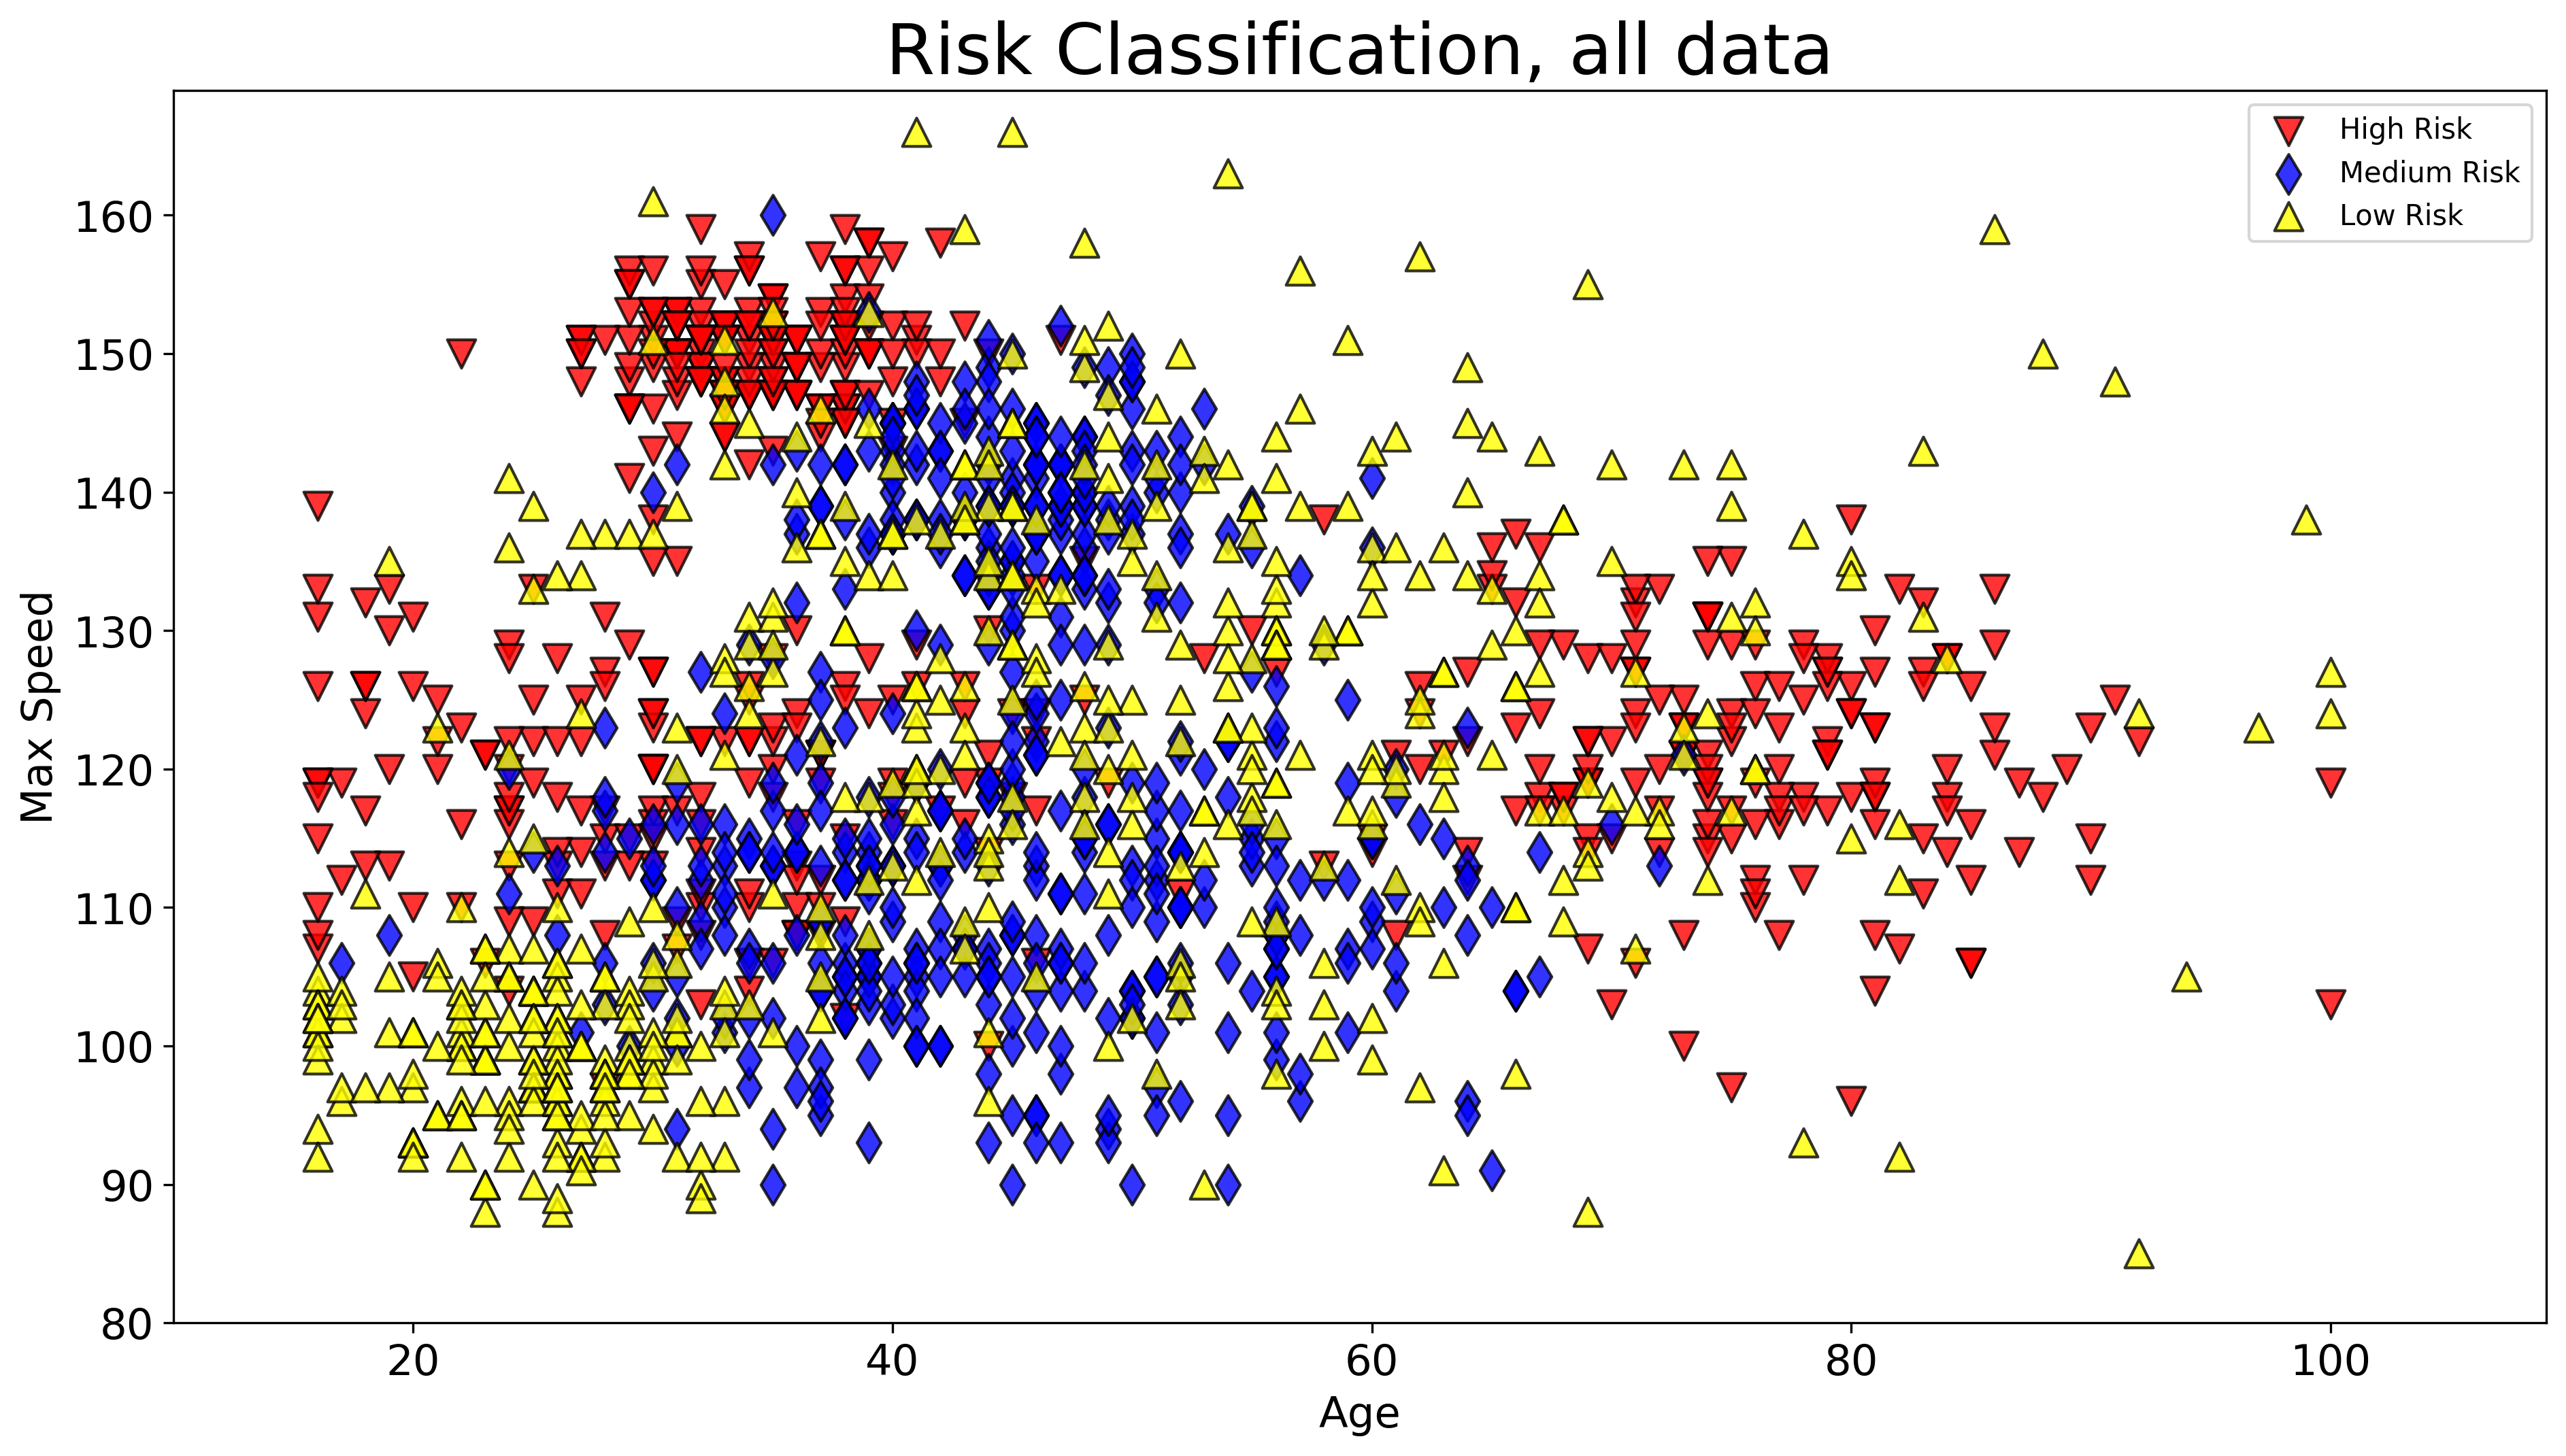 Risk Classification, all data
High Risk
Medium Risk
Low Risk
Max Speed
160
150
140
130
120
110
100
90
80
20 40 60 80 100
Age